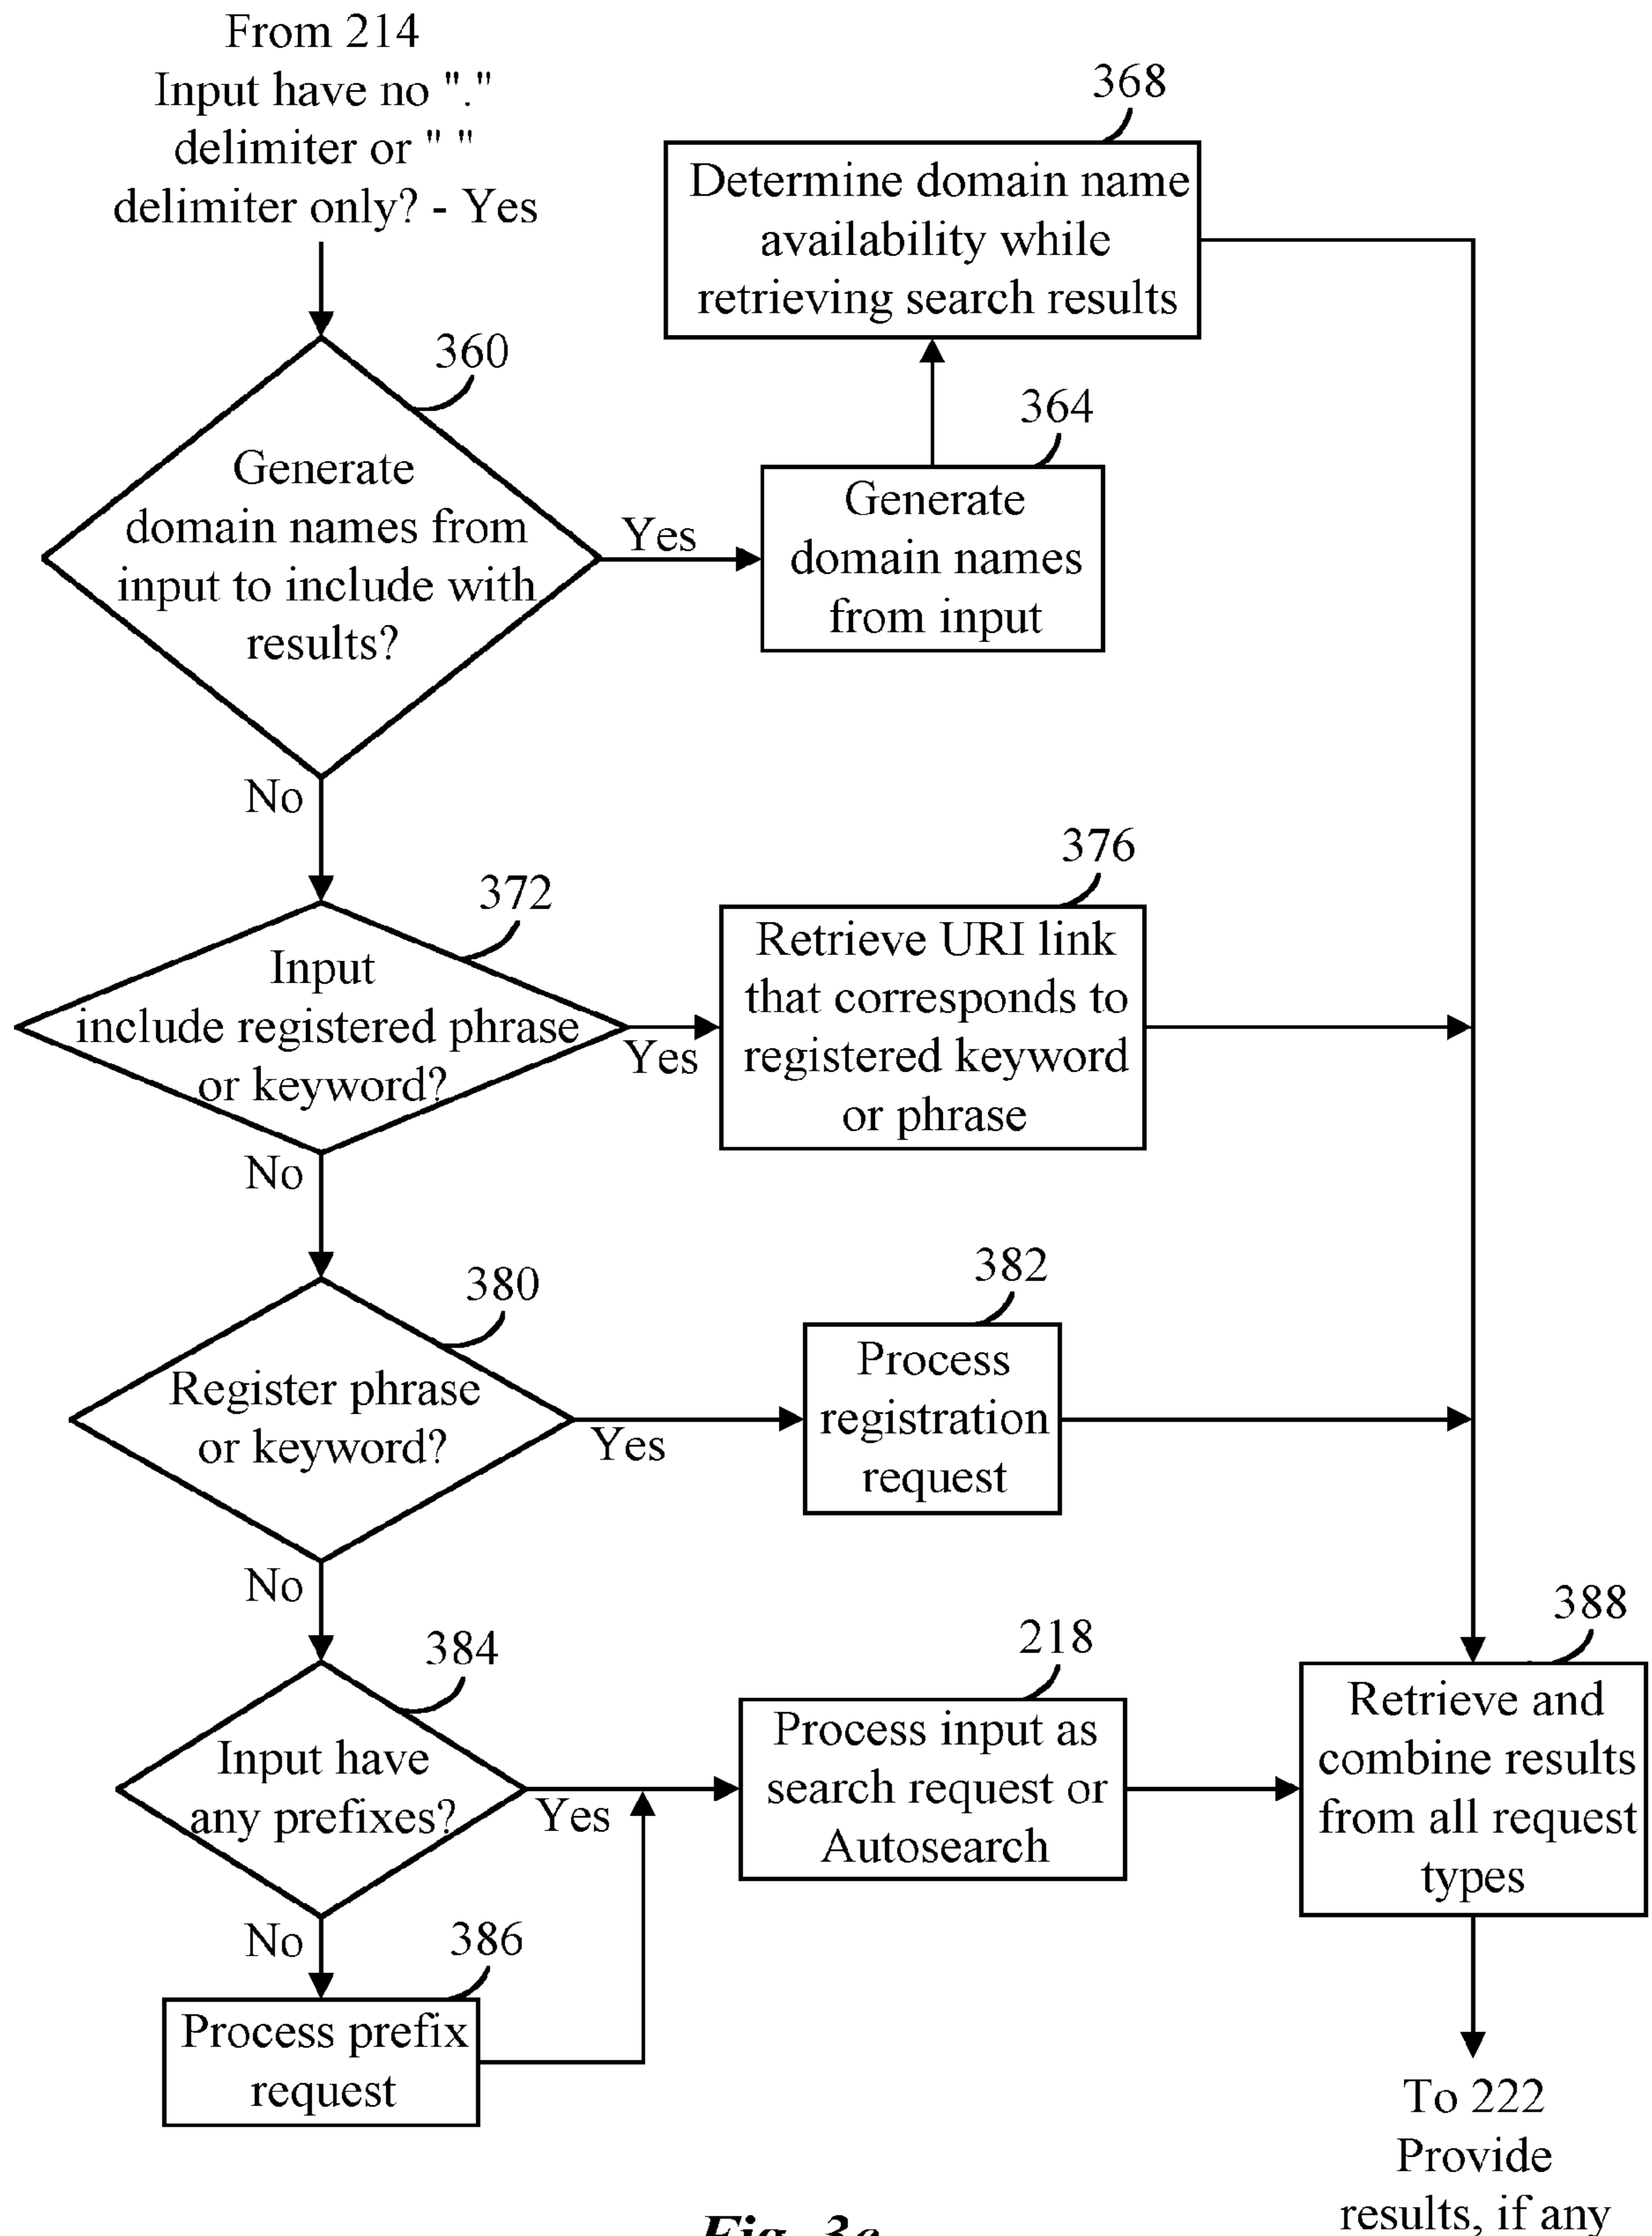 From 214
Input have no "."
delimiter or " "
delimiter only? - Yes
368
Determine domain name
availability while
retrieving search results
360
364
Generate
domain names from
input to include with
results?
Yes
Generate
domain names
from input
No
372
376
Input
include registered phrase
or keyword?
Yes
Retrieve URI link
that corresponds to
registered keyword
or phrase
No
380
382
Register phrase
or keyword?
Yes
Process
registration
request
No
384
218
388
Input have
any prefixes?
Yes
Process input as
search request or
Autosearch
Retrieve and
combine results
from all request
types
No
386
Process prefix
request
To 222
Provide
results, if any